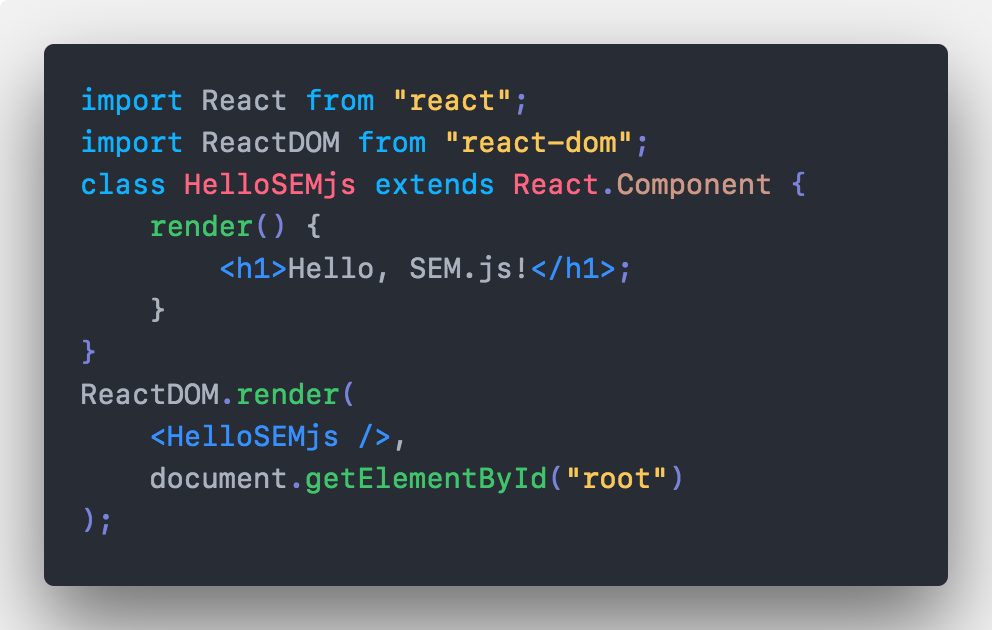 import React from "react";
import ReactDOM from "react-dom";
class HelloSEMjs extends React.Component {
    render() {
        <h1>Hello, SEM.js!</h1>;
    }
}
ReactDOM.render(
    <HelloSEMjs />,
    document.getElementById("root")
);